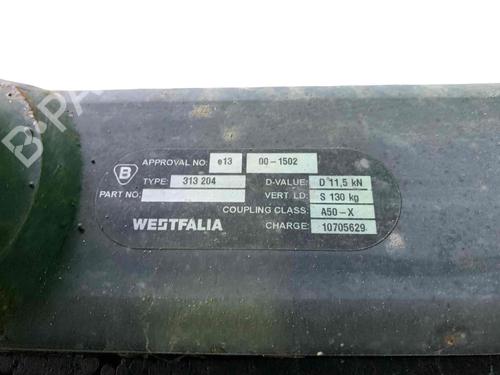 B
APPROVAL NO: e13 00-1502
TYPE: 313 204 D-VALUE: D 11,5 kN
PART NO: VERT. LD: S 130 kg
COUPLING CLASS: A50-X
WESTFALIA CHARGE: 10705629